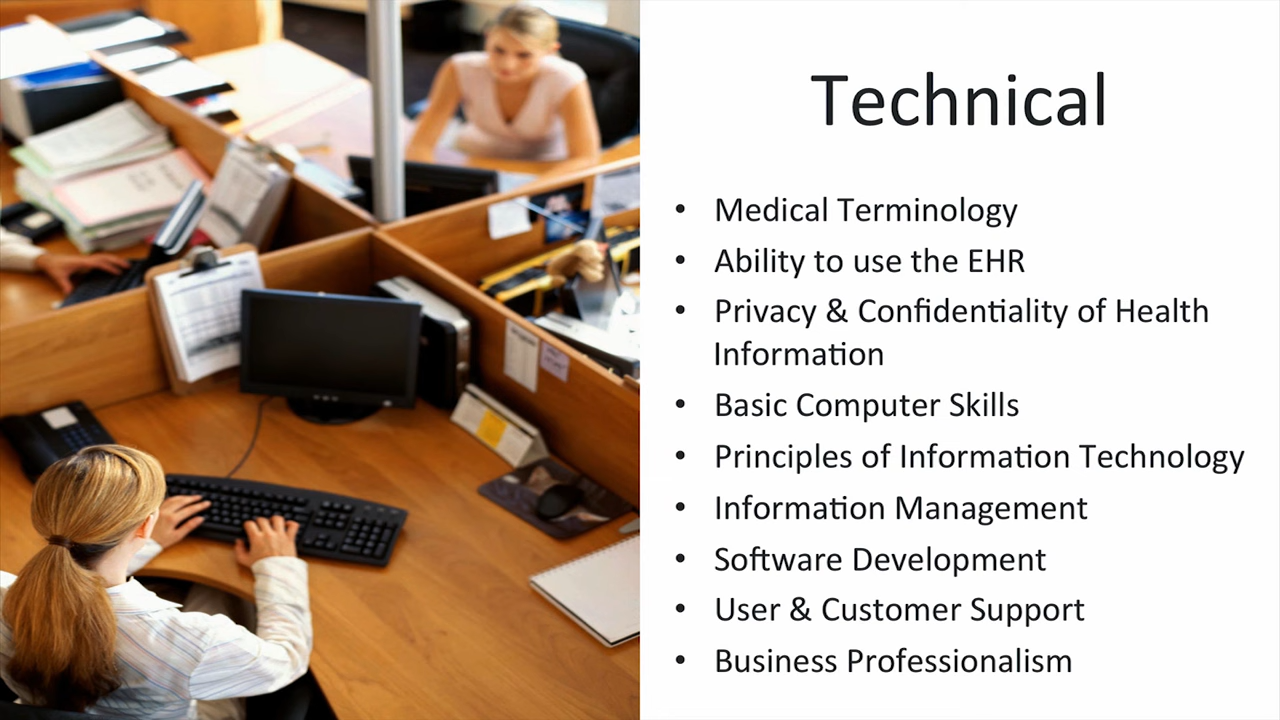 Technical
• Medical Terminology
• Ability to use the EHR
• Privacy & Confidentiality of Health
Information
• Basic Computer Skills
• Principles of Information Technology
• Information Management
• Software Development
• User & Customer Support
• Business Professionalism